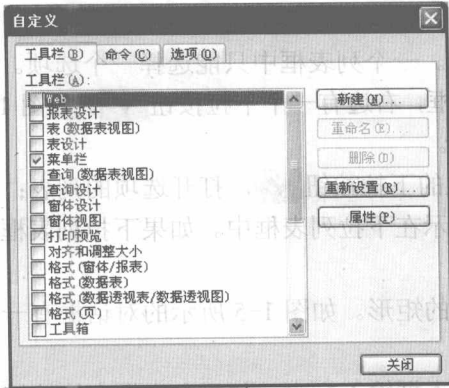 自定义
工具栏(B) 命令(C) 选项(O)
工具栏(A):
Web
报表设计
表(数据表视图)
表设计
菜单栏
查询(数据表视图)
查询设计
窗体设计
窗体视图
打印预览
对齐和调整大小
格式(窗体/报表)
格式(数据表)
格式(数据透视表/数据透视图)
格式(页)
工具箱
新建(N)...
重命名(E)...
删除(D)
重新设置(R)...
属性(P)
关闭